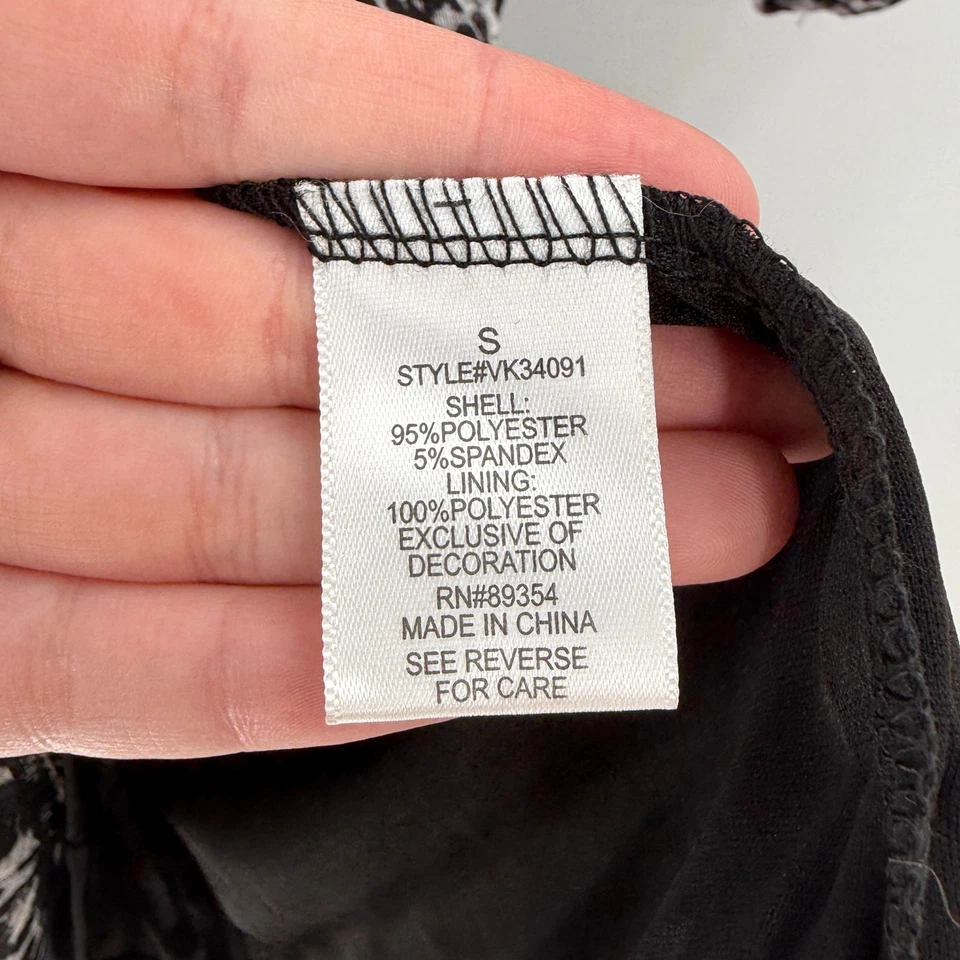 S
STYLE#VK34091
SHELL:
95%POLYESTER
5%SPANDEX
LINING:
100%POLYESTER
EXCLUSIVE OF
DECORATION
RN#89354
MADE IN CHINA
SEE REVERSE
FOR CARE